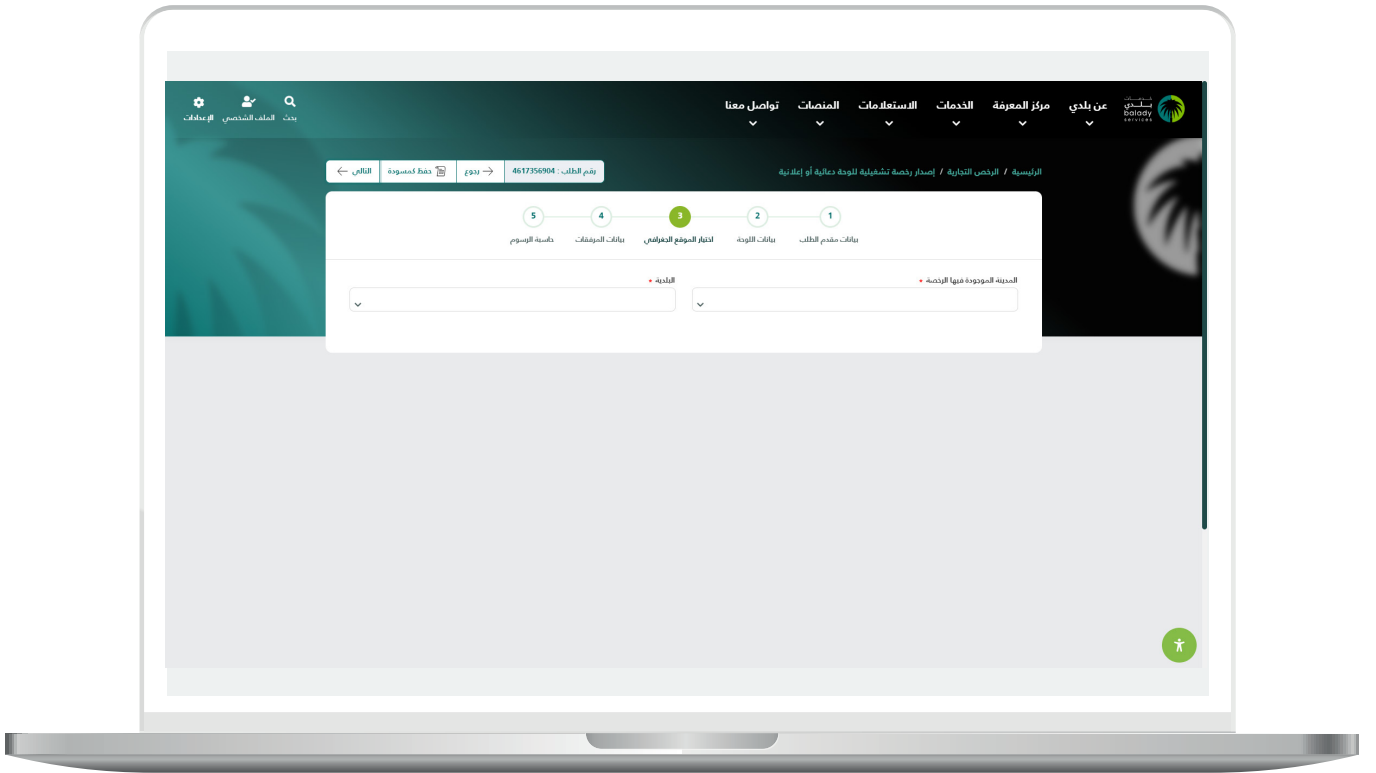 خدمات
بلدي
balady
services
عن بلدي
مركز المعرفة
الخدمات
الاستعلامات
المنصات
تواصل معنا
بحث
الملف الشخصي
الإعدادات
الرئيسية / الرخص التجارية / إصدار رخصة تشغيلية للوحة دعائية أو إعلانية
رقم الطلب : 4617356904
رجوع
حفظ كمسودة
التالي
1
2
3
4
5
بيانات مقدم الطلب
بيانات اللوحة
اختيار الموقع الجغرافي
بيانات المرفقات
حاسبة الرسوم
المدينة الموجودة فيها الرخصة *
البلدية *